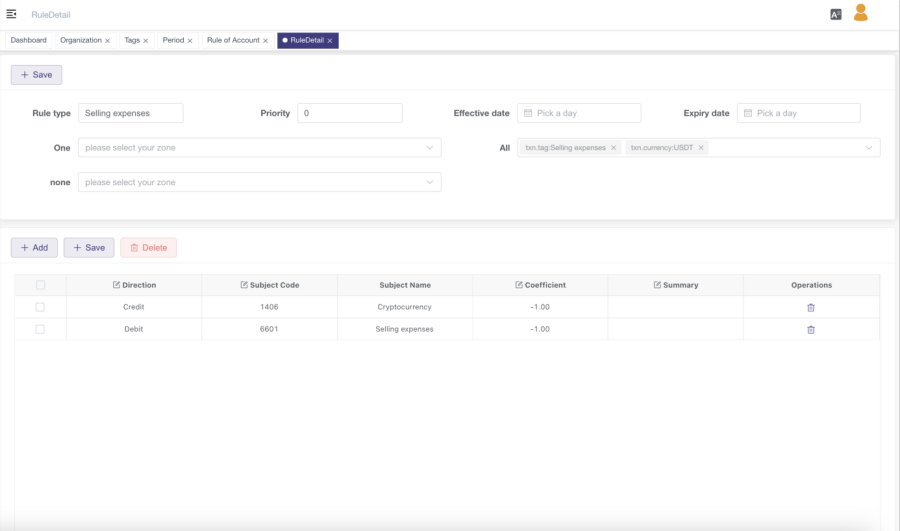 RuleDetail
Dashboard Organization × Tags × Period × Rule of Account × RuleDetail ×
+ Save
Rule type Selling expenses Priority 0 Effective date Pick a day Expiry date Pick a day
One please select your zone All txn.tag:Selling expenses × txn.currency:USDT ×
none please select your zone
+ Add + Save Delete
Direction Subject Code Subject Name Coefficient Summary Operations
Credit 1406 Cryptocurrency -1.00
Debit 6601 Selling expenses -1.00